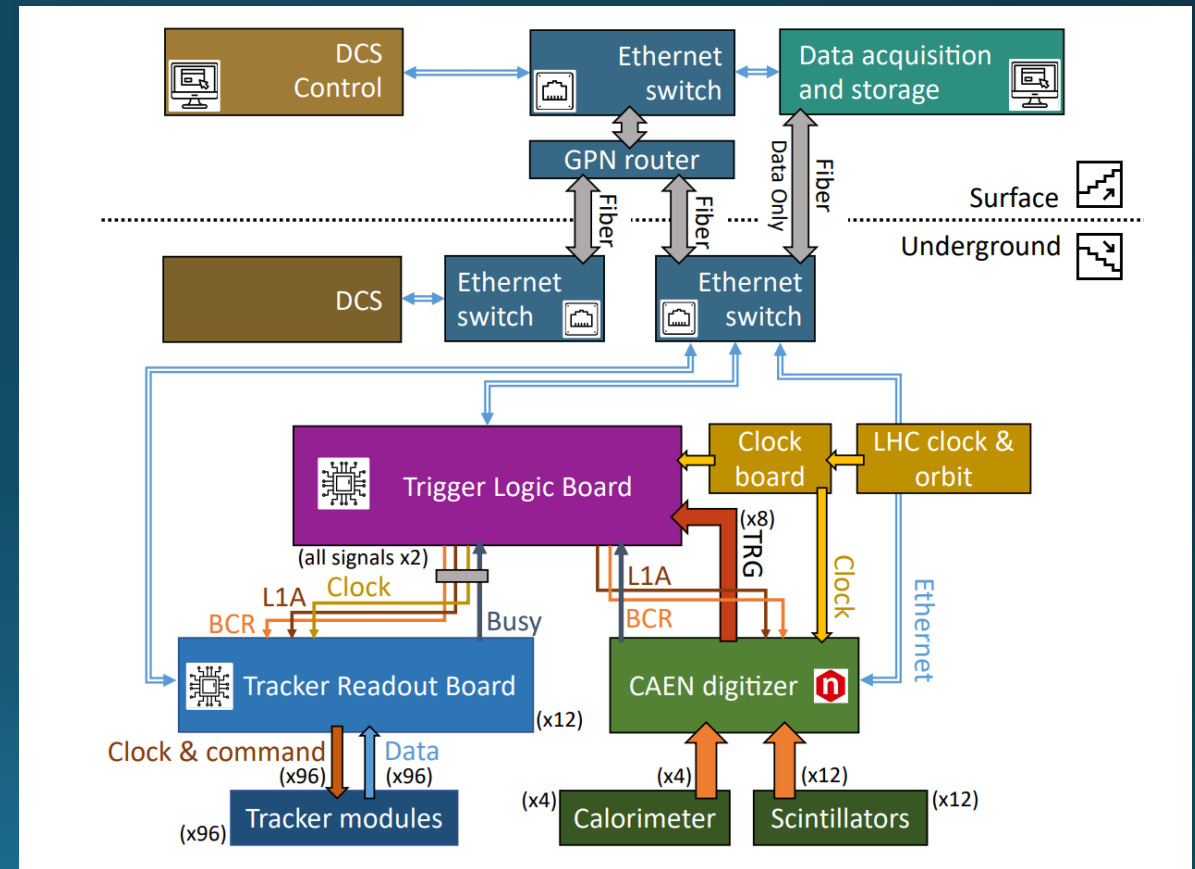 DCS
Control
Ethernet
switch
Data acquisition
and storage
GPN router
Fiber
Fiber
Fiber
Data Only
Surface
Underground
DCS
Ethernet
switch
Ethernet
switch
Trigger Logic Board
Clock
board
LHC clock &
orbit
(all signals x2)
(x8)
TRG
Clock
L1A
BCR
Busy
L1A
BCR
Clock
Ethernet
Tracker Readout Board
(x12)
CAEN digitizer
n
Clock & command
Data
(x96)
(x96)
(x4)
(x12)
(x96)
Tracker modules
(x4)
Calorimeter
Scintillators
(x12)